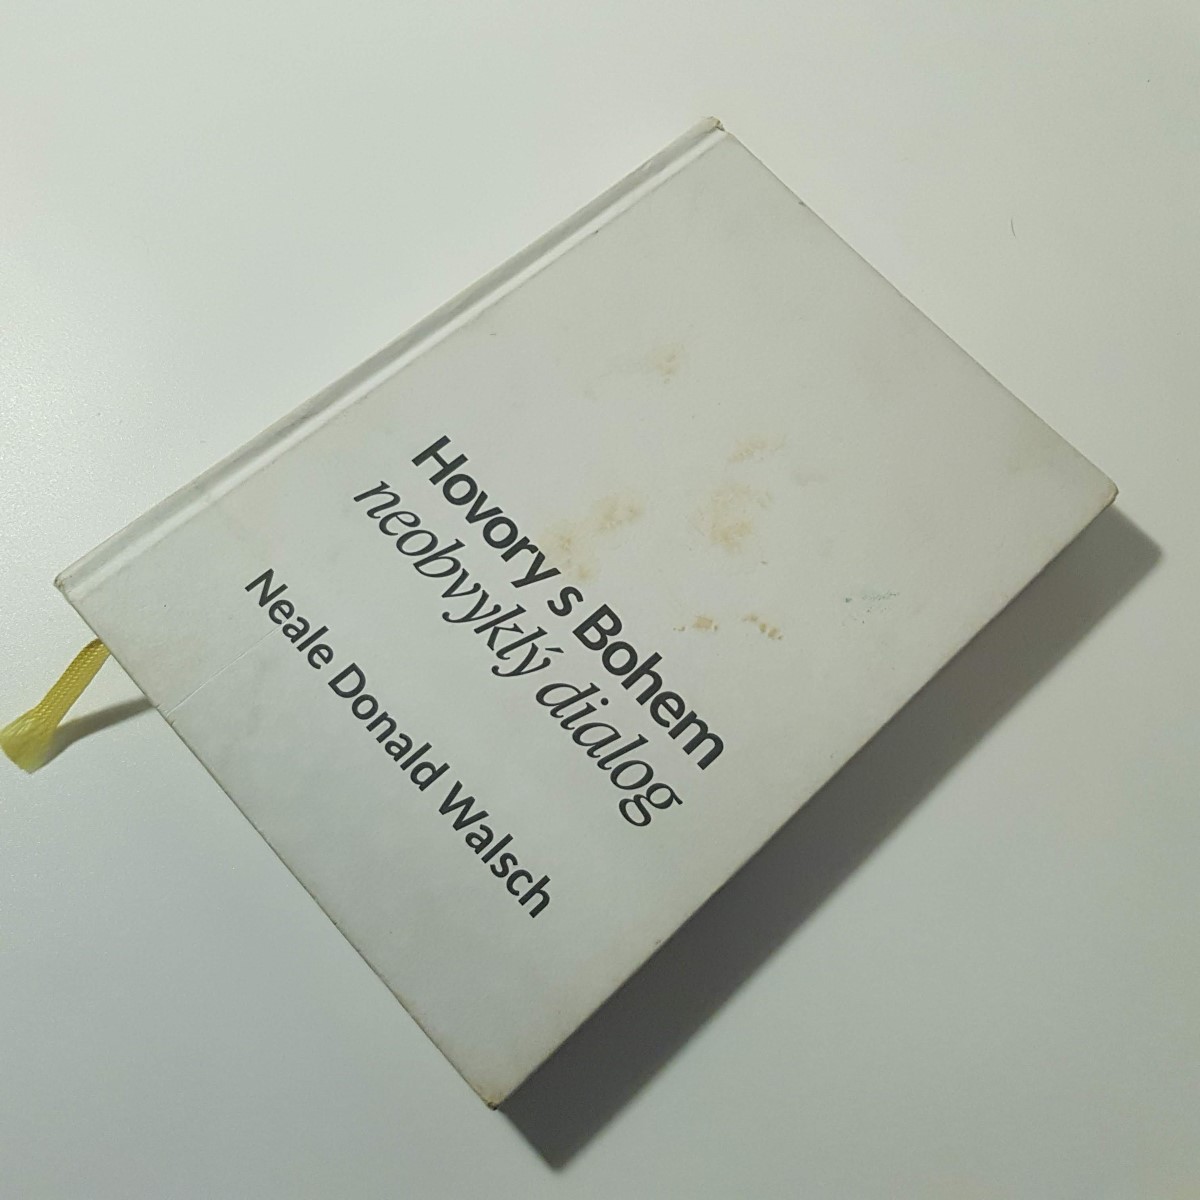 Hovory s Bohem
neobvyklý dialog
Neale Donald Walsch